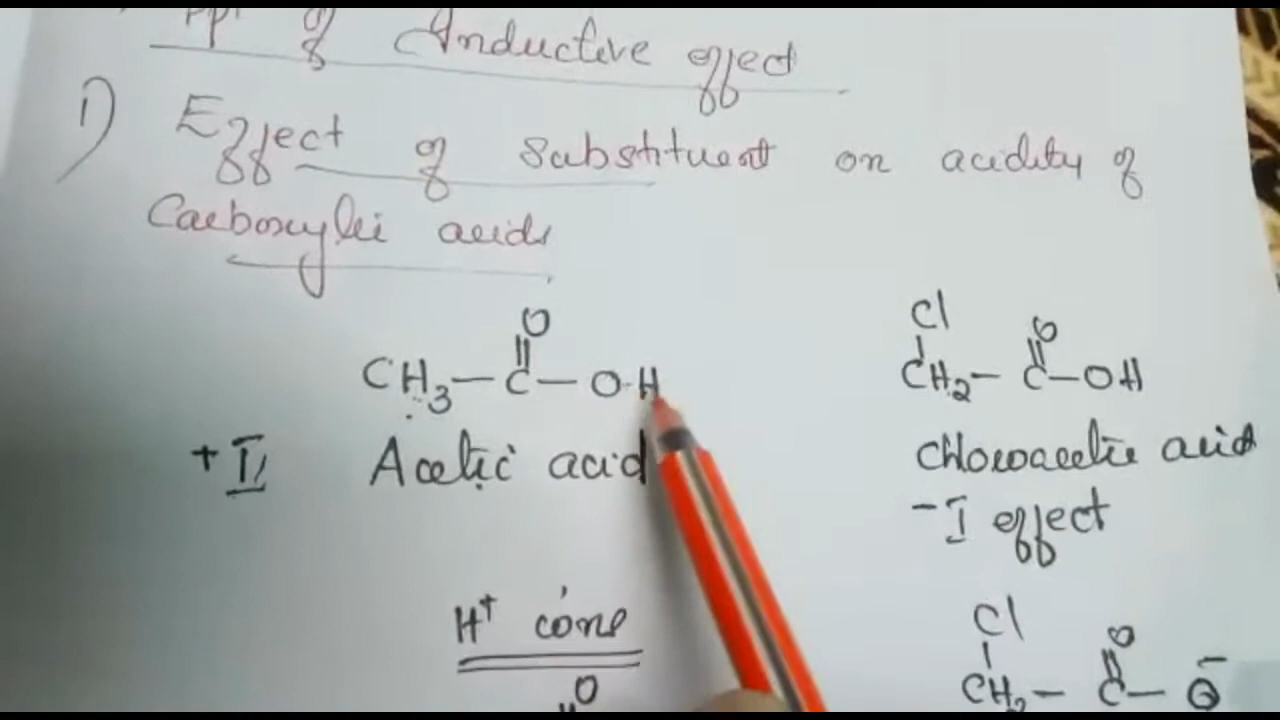 of Inductive effect
1) Effect of Substituent on acidity of
Carboxylic acids
O
CH3-C-O-H
+I
Acetic acid
Cl
O
CH2-C-OH
Chloroacetic acid
-I effect
H+ conc
O
Cl
O
CH2-C-O-